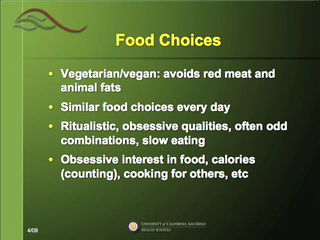 Food Choices
• Vegetarian/vegan: avoids red meat and
animal fats
• Similar food choices every day
• Ritualistic, obsessive qualities, often odd
combinations, slow eating
• Obsessive interest in food, calories
(counting), cooking for others, etc
4/09
UNIVERSITY OF CALIFORNIA, SAN DIEGO
HEALTH SCIENCES